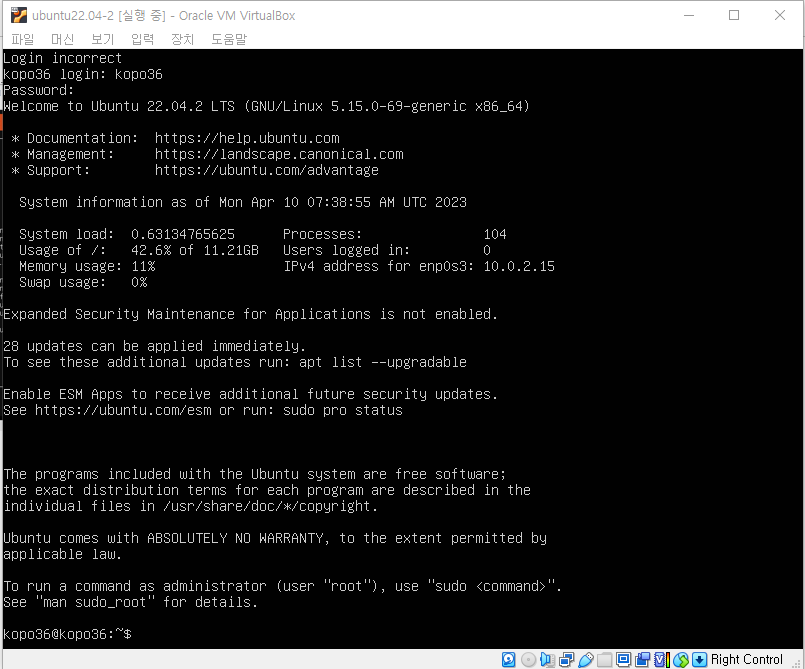 ubuntu22.04-2 [실행 중] - Oracle VM VirtualBox
파일 머신 보기 입력 장치 도움말
Login incorrect
kopo36 login: kopo36
Password:
Welcome to Ubuntu 22.04.2 LTS (GNU/Linux 5.15.0-69-generic x86_64)
* Documentation:  https://help.ubuntu.com
* Management:     https://landscape.canonical.com
* Support:        https://ubuntu.com/advantage
System information as of Mon Apr 10 07:38:55 AM UTC 2023
System load:  0.63134765625      Processes:               104
Usage of /:   42.6% of 11.21GB   Users logged in:         0
Memory usage: 11%                IPv4 address for enp0s3: 10.0.2.15
Swap usage:   0%
Expanded Security Maintenance for Applications is not enabled.
28 updates can be applied immediately.
To see these additional updates run: apt list --upgradable
Enable ESM Apps to receive additional future security updates.
See https://ubuntu.com/esm or run: sudo pro status
The programs included with the Ubuntu system are free software;
the exact distribution terms for each program are described in the
individual files in /usr/share/doc/*/copyright.
Ubuntu comes with ABSOLUTELY NO WARRANTY, to the extent permitted by
applicable law.
To run a command as administrator (user "root"), use "sudo <command>".
See "man sudo_root" for details.
kopo36@kopo36:~$
Right Control